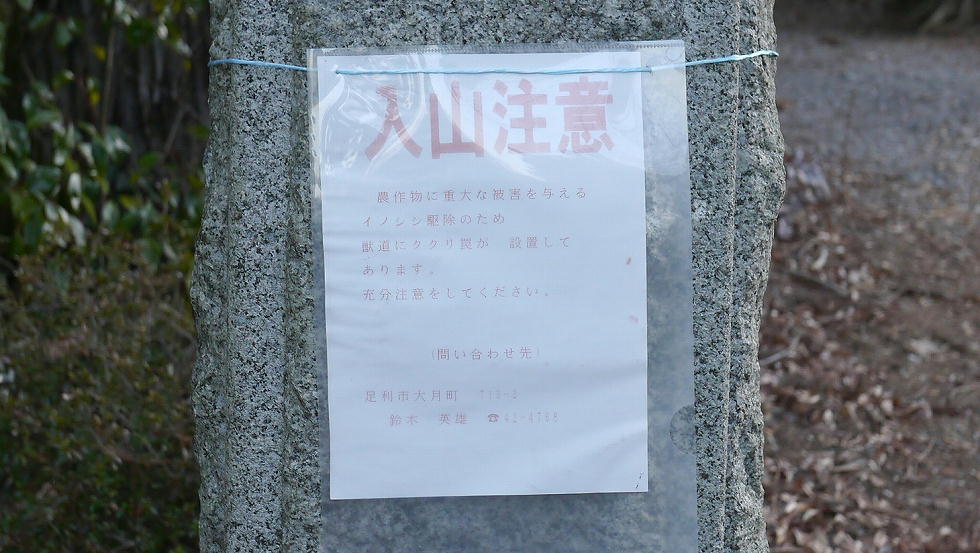 入山注意
農作物に重大な被害を与える
イノシシ駆除のため
獣道にククリ罠が 設置して
あります。
充分注意をしてください。
(問い合わせ先)
足利市大月町
鈴木 英雄 ☎42-4788